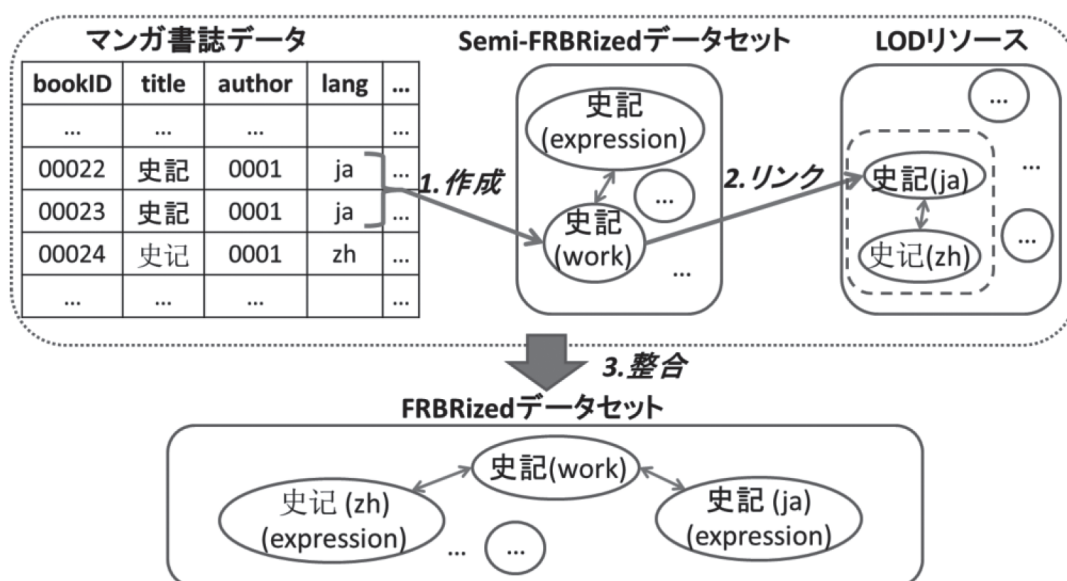 マンガ書誌データ
bookID title author lang ...
... ... ... ...
00022 史記 0001 ja ...
00023 史記 0001 ja ...
00024 史记 0001 zh ...
... ... ... ...
1.作成
Semi-FRBRizedデータセット
史記
(expression)
...
史記
(work)
...
2.リンク
LODリソース
...
史記(ja)
...
史记(zh)
...
3.整合
FRBRizedデータセット
史記(work)
史记 (zh)
(expression)
史記 (ja)
(expression)
...
...